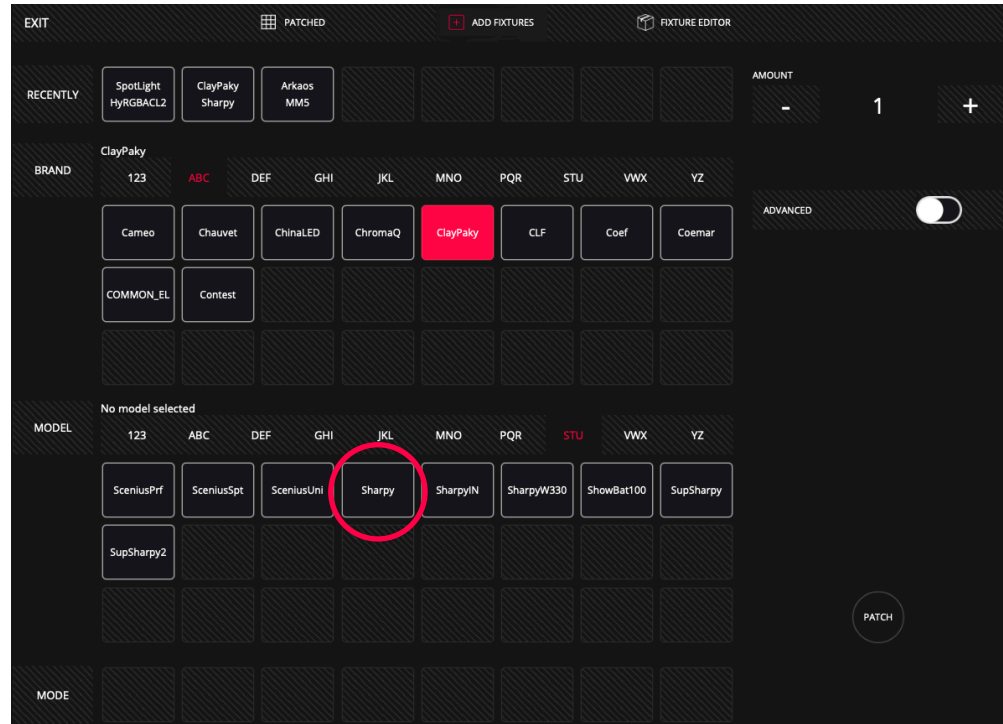 EXIT
PATCHED
+ ADD FIXTURES
FIXTURE EDITOR
RECENTLY
SpotLight
HyRGBACL2
ClayPaky
Sharpy
Arkaos
MM5
AMOUNT
- 1 +
BRAND
ClayPaky
123 ABC DEF GHI JKL MNO PQR STU VWX YZ
Cameo Chauvet ChinaLED ChromaQ ClayPaky CLF Coef Coemar
COMMON_EL Contest
ADVANCED
MODEL
No model selected
123 ABC DEF GHI JKL MNO PQR STU VWX YZ
SceniusPrf SceniusSpt SceniusUni Sharpy SharpyIN SharpyW330 ShowBat100 SupSharpy
SupSharpy2
PATCH
MODE